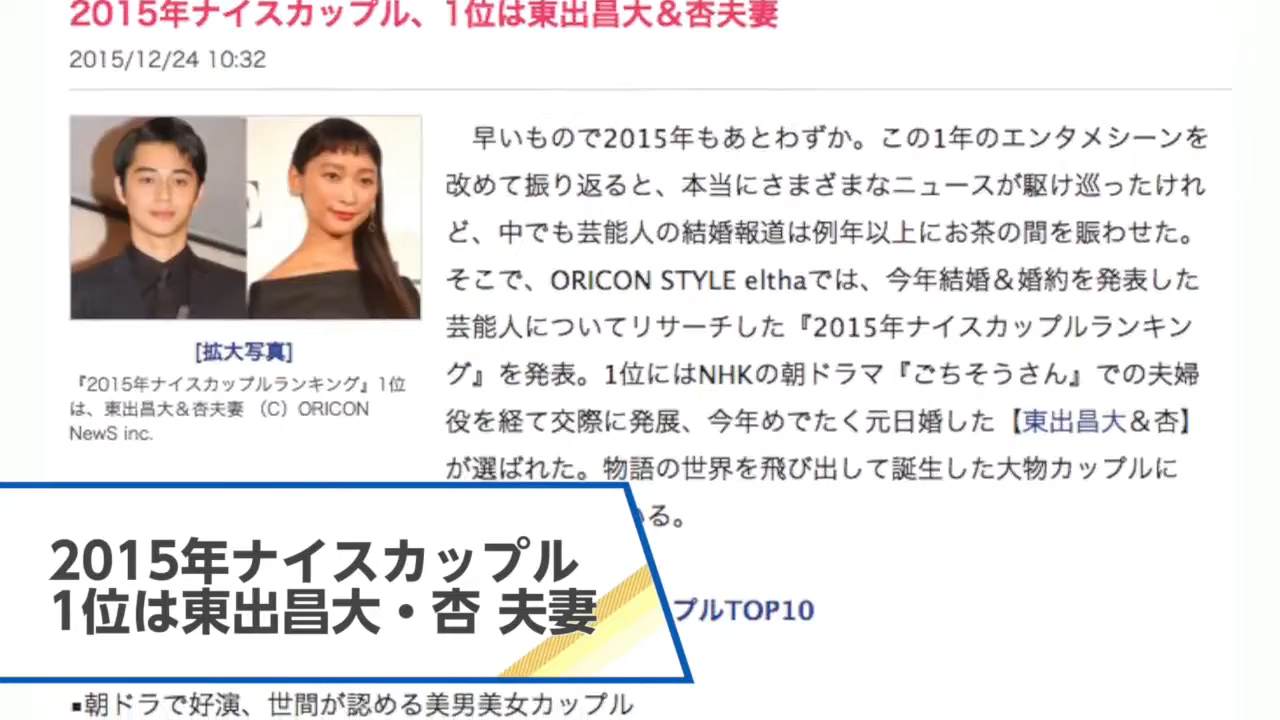 2015年ナイスカップル、1位は東出昌大＆杏夫妻
2015/12/24 10:32
早いもので2015年もあとわずか。この1年のエンタメシーンを
改めて振り返ると、本当にさまざまなニュースが駆け巡ったけれ
ど、中でも芸能人の結婚報道は例年以上にお茶の間を賑わせた。
そこで、ORICON STYLE elthaでは、今年結婚＆婚約を発表した
芸能人についてリサーチした『2015年ナイスカップルランキン
グ』を発表。1位にはNHKの朝ドラマ『ごちそうさん』での夫婦
役を経て交際に発展、今年めでたく元日婚した【東出昌大＆杏】
が選ばれた。物語の世界を飛び出して誕生した大物カップルに
る。
[拡大写真]
『2015年ナイスカップルランキング』1位
は、東出昌大＆杏夫妻 （C）ORICON
NewS inc.
プルTOP10
2015年ナイスカップル
1位は東出昌大・杏 夫妻
▪朝ドラで好演、世間が認める美男美女カップル